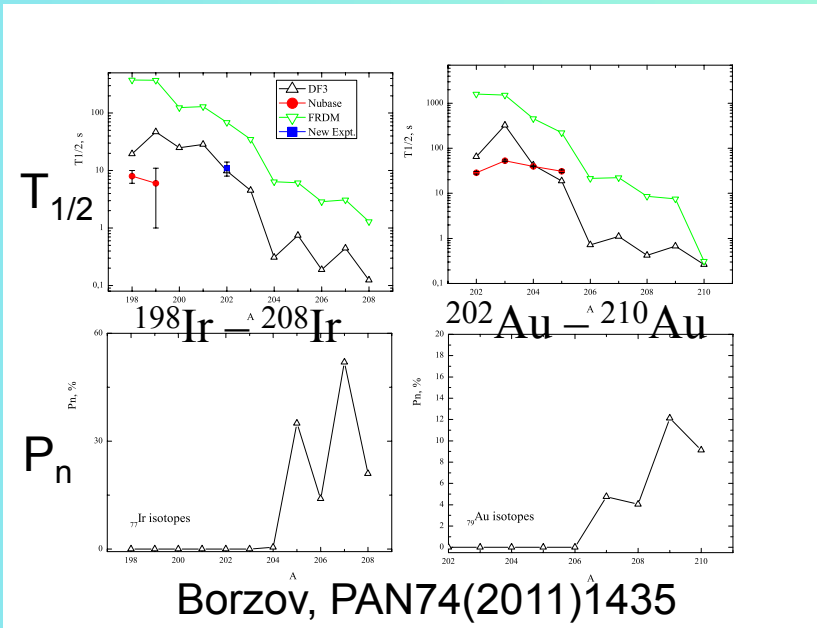 DF3
Nubase
FRDM
New Expt.
T1/2, s
100
10
1
0,1
198 200 202 204 206 208
A
T1/2, s
1000
100
10
1
0,1
202 204 206 208 210
A
T1/2
198Ir – 208Ir
202Au – 210Au
Pn, %
60
30
0
77Ir isotopes
198 200 202 204 206 208
A
Pn, %
20
18
16
14
12
10
8
6
4
2
0
79Au isotopes
202 204 206 208 210
A
Pn
Borzov, PAN74(2011)1435